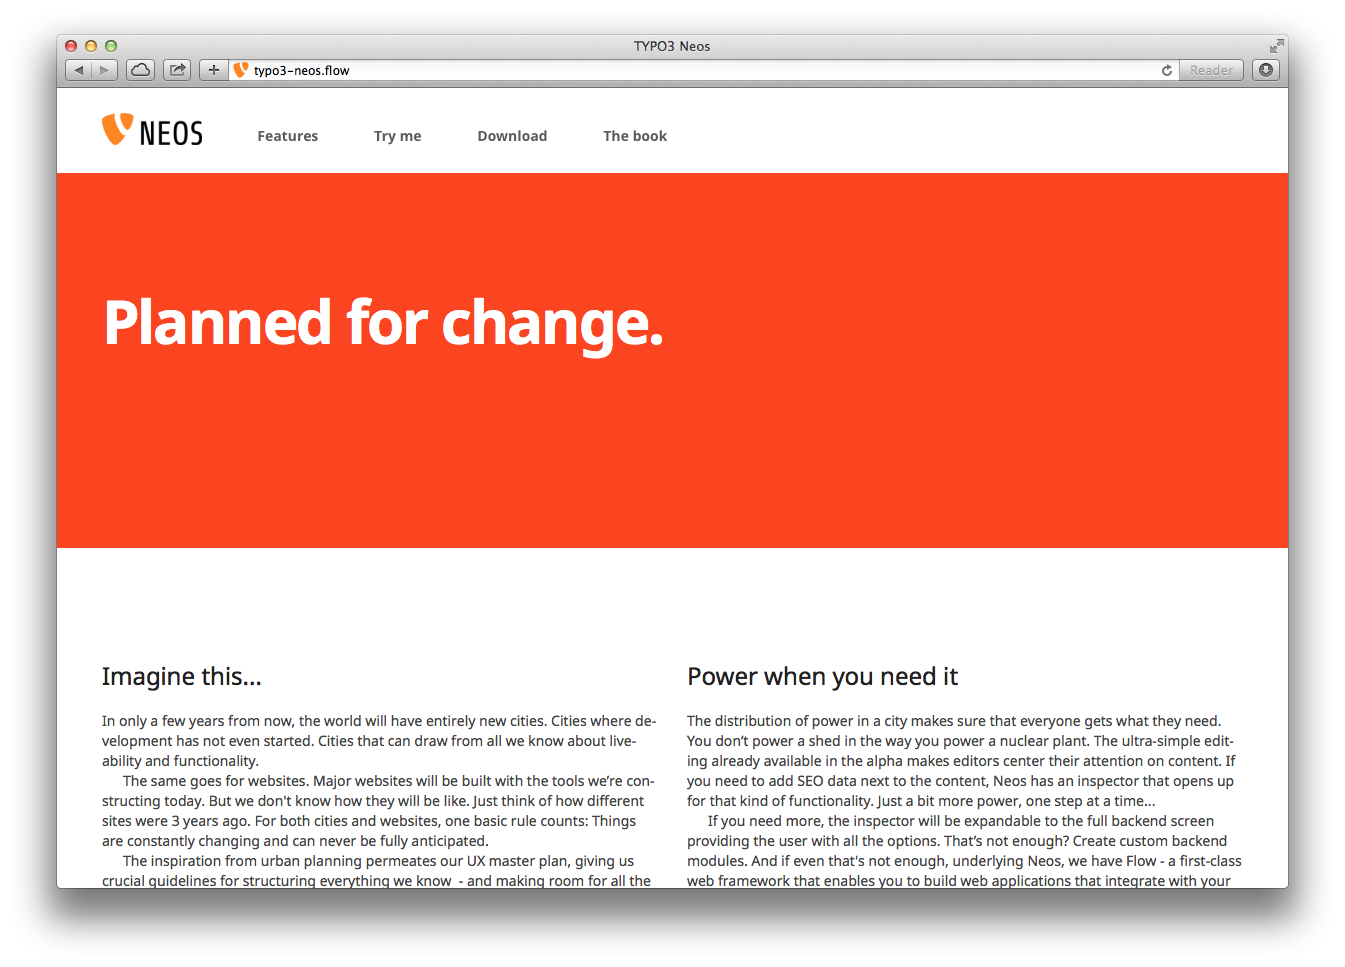 TYPO3 Neos
typo3-neos.flow
Reader
NEOS
Features
Try me
Download
The book
Planned for change.
Imagine this...
In only a few years from now, the world will have entirely new cities. Cities where de-
velopment has not even started. Cities that can draw from all we know about live-
ability and functionality.
The same goes for websites. Major websites will be built with the tools we’re con-
structing today. But we don't know how they will be like. Just think of how different
sites were 3 years ago. For both cities and websites, one basic rule counts: Things
are constantly changing and can never be fully anticipated.
The inspiration from urban planning permeates our UX master plan, giving us
crucial guidelines for structuring everything we know  - and making room for all the
Power when you need it
The distribution of power in a city makes sure that everyone gets what they need.
You don’t power a shed in the way you power a nuclear plant. The ultra-simple edit-
ing already available in the alpha makes editors center their attention on content. If
you need to add SEO data next to the content, Neos has an inspector that opens up
for that kind of functionality. Just a bit more power, one step at a time...
If you need more, the inspector will be expandable to the full backend screen
providing the user with all the options. That’s not enough? Create custom backend
modules. And if even that's not enough, underlying Neos, we have Flow - a first-class
web framework that enables you to build web applications that integrate with your